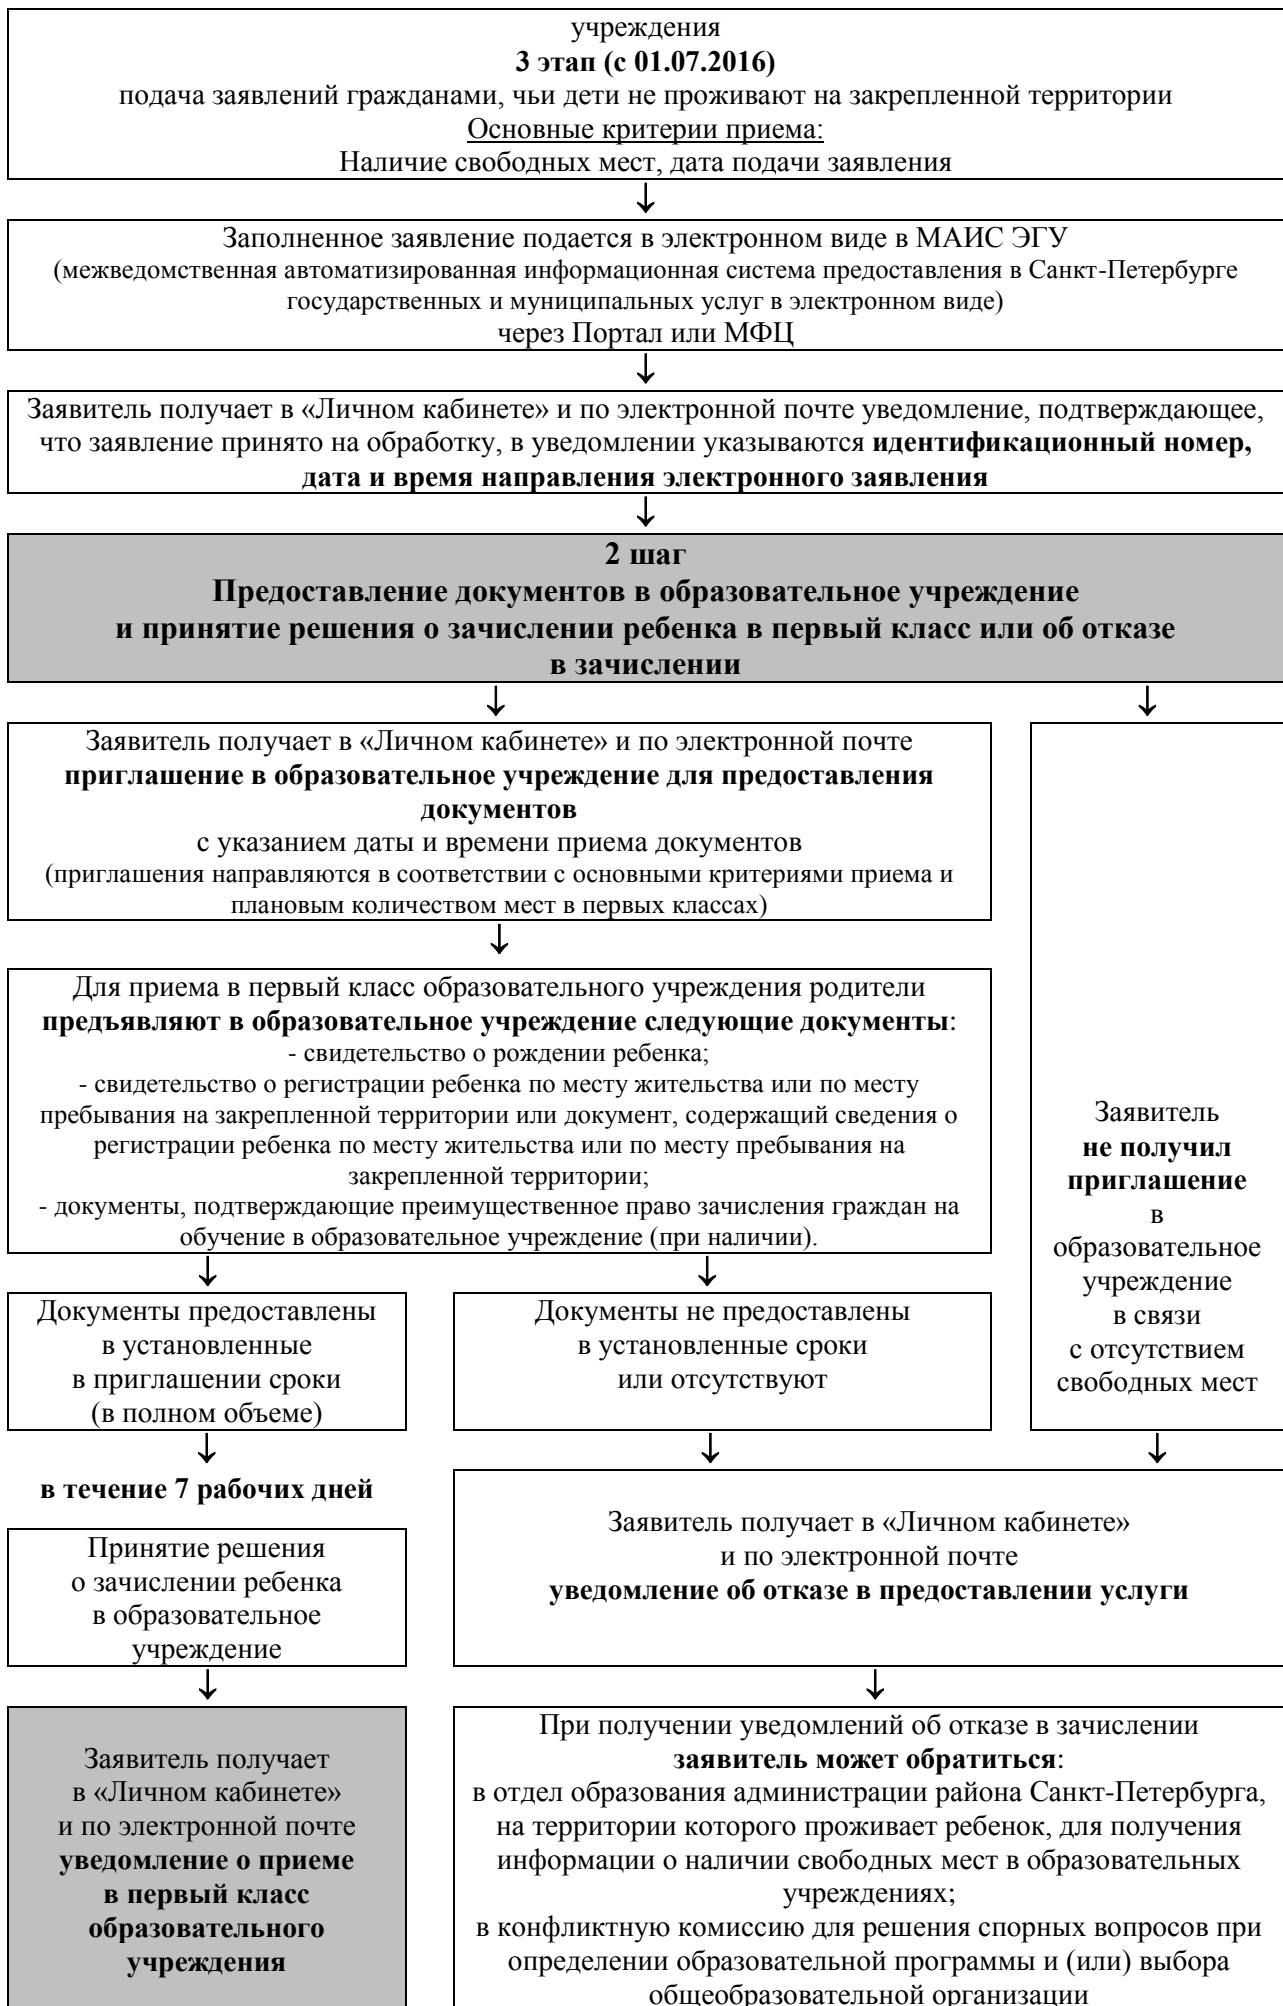 учреждения
3 этап (с 01.07.2016)
подача заявлений гражданами, чьи дети не проживают на закрепленной территории
Основные критерии приема:
Наличие свободных мест, дата подачи заявления
↓
Заполненное заявление подается в электронном виде в МАИС ЭГУ
(межведомственная автоматизированная информационная система предоставления в Санкт-Петербурге
государственных и муниципальных услуг в электронном виде)
через Портал или МФЦ
↓
Заявитель получает в «Личном кабинете» и по электронной почте уведомление, подтверждающее,
что заявление принято на обработку, в уведомлении указываются идентификационный номер,
дата и время направления электронного заявления
↓
2 шаг
Предоставление документов в образовательное учреждение
и принятие решения о зачислении ребенка в первый класс или об отказе
в зачислении
↓
↓
Заявитель получает в «Личном кабинете» и по электронной почте
приглашение в образовательное учреждение для предоставления
документов
с указанием даты и времени приема документов
(приглашения направляются в соответствии с основными критериями приема и
плановым количеством мест в первых классах)
↓
Для приема в первый класс образовательного учреждения родители
предъявляют в образовательное учреждение следующие документы:
- свидетельство о рождении ребенка;
- свидетельство о регистрации ребенка по месту жительства или по месту
пребывания на закрепленной территории или документ, содержащий сведения о
регистрации ребенка по месту жительства или по месту пребывания на
закрепленной территории;
- документы, подтверждающие преимущественное право зачисления граждан на
обучение в образовательное учреждение (при наличии).
Заявитель
не получил
приглашение
в
образовательное
учреждение
в связи
с отсутствием
свободных мест
↓
↓
Документы предоставлены
в установленные
в приглашении сроки
(в полном объеме)
Документы не предоставлены
в установленные сроки
или отсутствуют
↓
↓
↓
в течение 7 рабочих дней
Принятие решения
о зачислении ребенка
в образовательное
учреждение
Заявитель получает в «Личном кабинете»
и по электронной почте
уведомление об отказе в предоставлении услуги
↓
↓
Заявитель получает
в «Личном кабинете»
и по электронной почте
уведомление о приеме
в первый класс
образовательного
учреждения
При получении уведомлений об отказе в зачислении
заявитель может обратиться:
в отдел образования администрации района Санкт-Петербурга,
на территории которого проживает ребенок, для получения
информации о наличии свободных мест в образовательных
учреждениях;
в конфликтную комиссию для решения спорных вопросов при
определении образовательной программы и (или) выбора
общеобразовательной организации